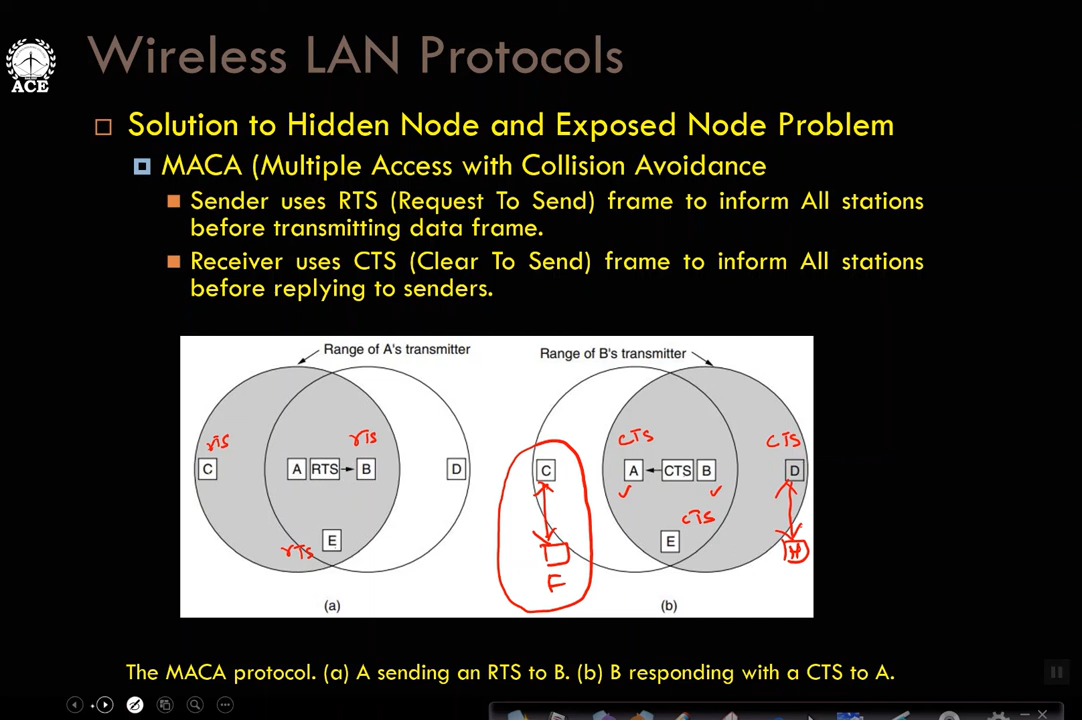 ACE
Wireless LAN Protocols
Solution to Hidden Node and Exposed Node Problem
MACA (Multiple Access with Collision Avoidance
Sender uses RTS (Request To Send) frame to inform All stations
before transmitting data frame.
Receiver uses CTS (Clear To Send) frame to inform All stations
before replying to senders.
Range of A's transmitter
rTS
rTS
C
A
RTS
B
D
rTs
E
(a)
Range of B's transmitter
CTS
CTS
C
A
CTS
B
D
CTS
E
F
H
(b)
The MACA protocol. (a) A sending an RTS to B. (b) B responding with a CTS to A.